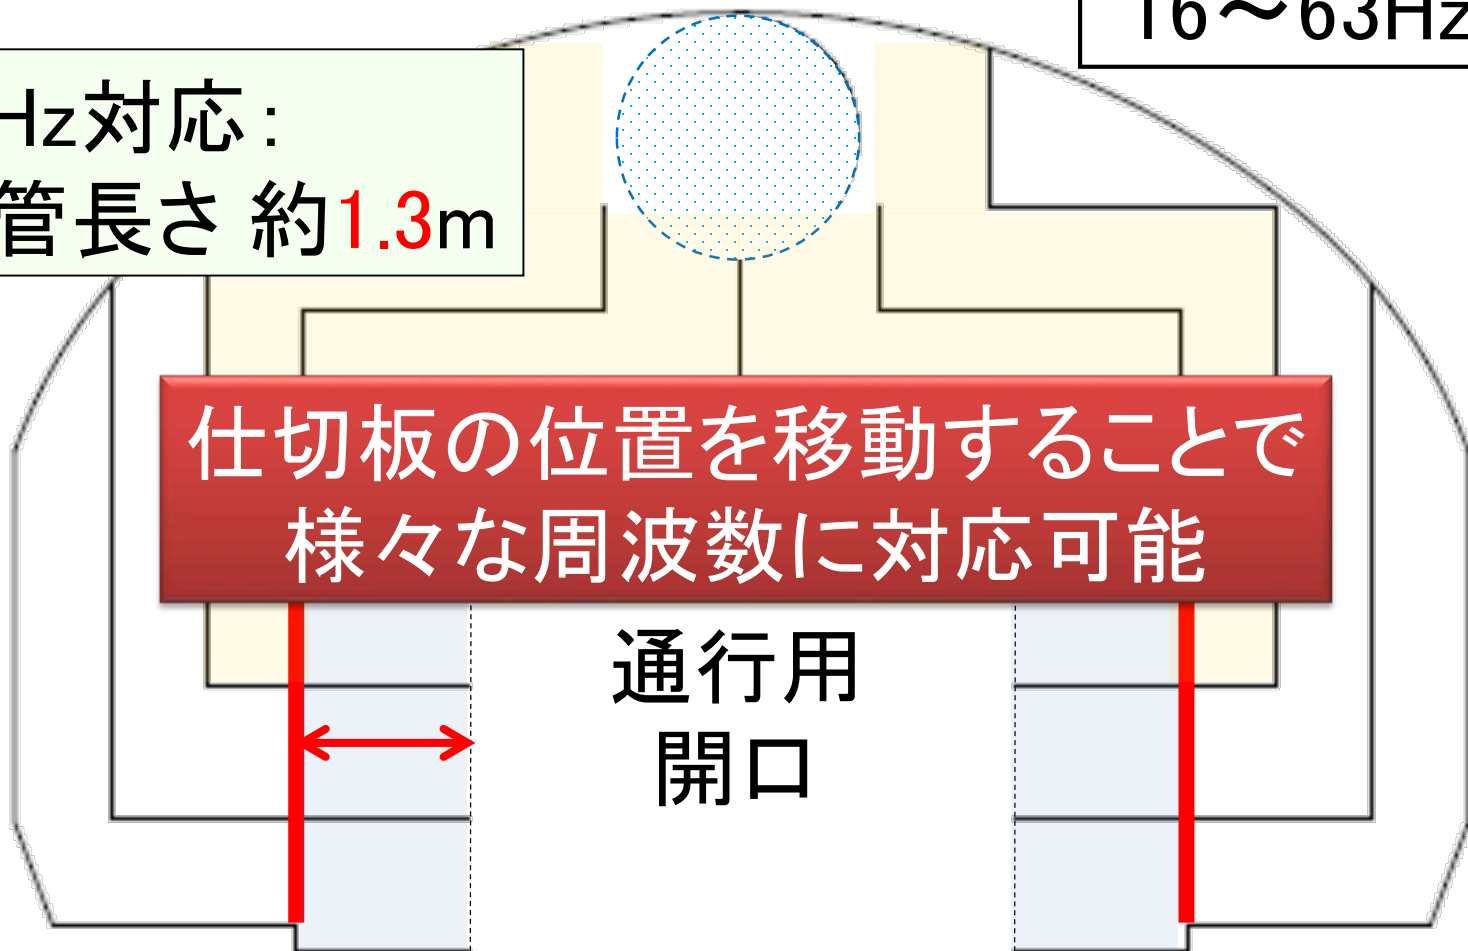 16～63Hz
Hz対応：
管長さ 約1.3m
仕切板の位置を移動することで
様々な周波数に対応可能
通行用
開口